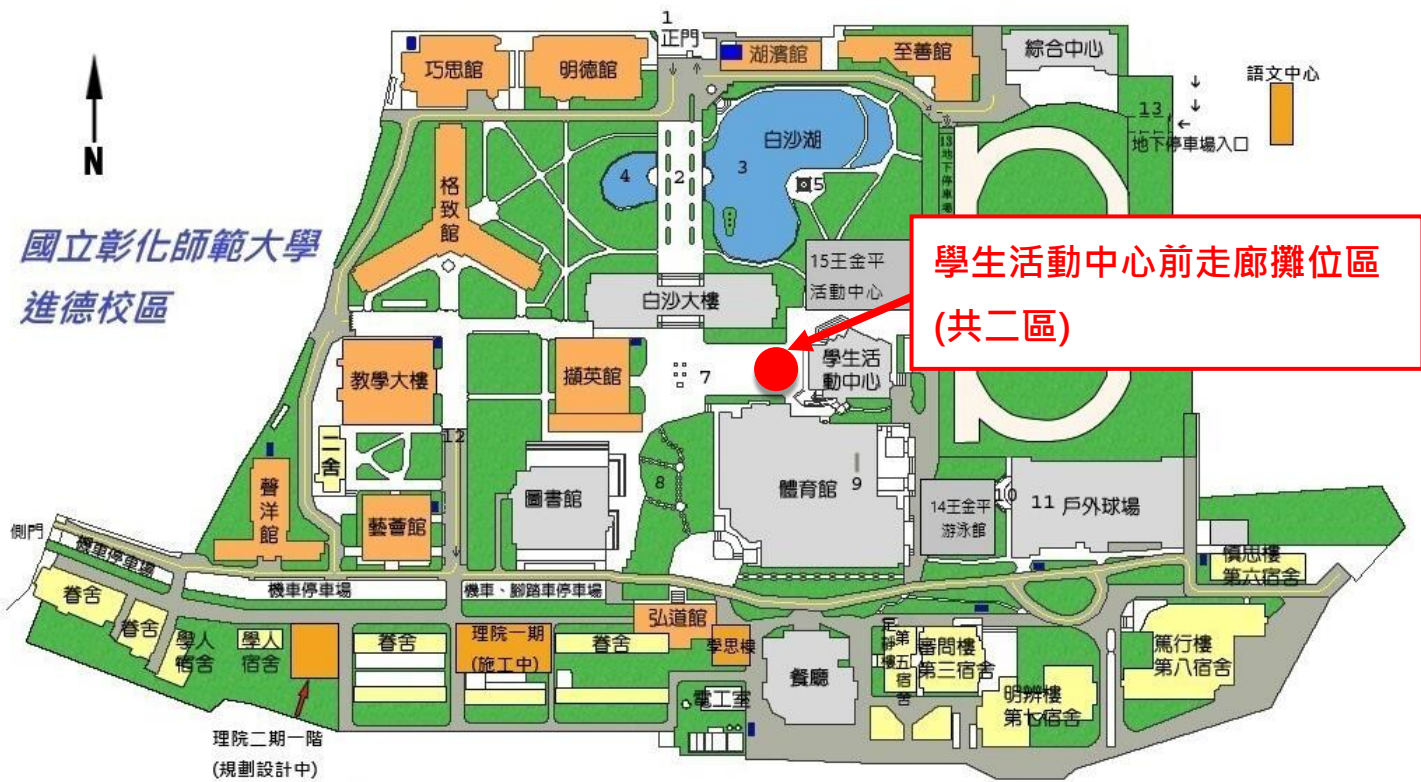 1
正門
巧思館
明德館
湖濱館
至善館
綜合中心
語文中心
13
地下停車場入口
N
白沙湖
13地下停車場
3
2
4
5
格致館
國立彰化師範大學
進德校區
學生活動中心前走廊攤位區
(共二區)
15王金平
活動中心
白沙大樓
學生活
動中心
教學大樓
擷英館
7
12
二舍
聲洋館
藝薈館
圖書館
8
體育館
9
14王金平
游泳館
10
11 戶外球場
側門
機車停車場
機車停車場
機車、腳踏車停車場
慎思樓
第六宿舍
眷舍
眷舍
學人
宿舍
學人
宿舍
眷舍
理院一期
(施工中)
眷舍
弘道館
學思樓
餐廳
電工室
定靜樓
第五宿舍
審問樓
第三宿舍
明辨樓
第七宿舍
篤行樓
第八宿舍
理院二期一階
(規劃設計中)